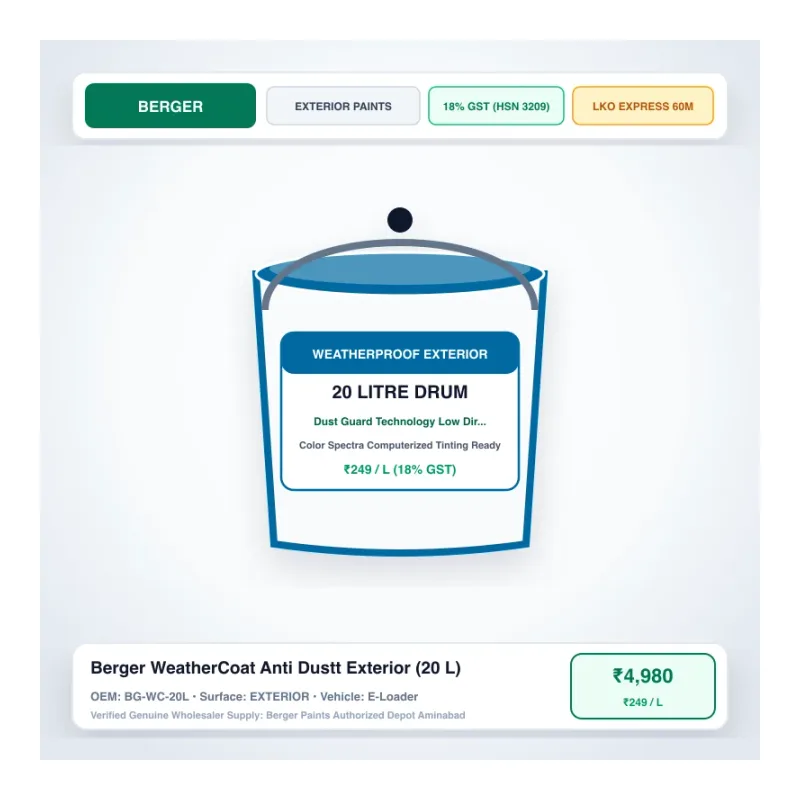 BERGER
EXTERIOR PAINTS
18% GST (HSN 3209)
LKO EXPRESS 60M
WEATHERPROOF EXTERIOR
20 LITRE DRUM
Dust Guard Technology Low Dir...
Color Spectra Computerized Tinting Ready
₹249 / L (18% GST)
Berger WeatherCoat Anti Dustt Exterior (20 L)
OEM: BG-WC-20L • Surface: EXTERIOR • Vehicle: E-Loader
Verified Genuine Wholesaler Supply: Berger Paints Authorized Depot Aminabad
₹4,980
₹249 / L